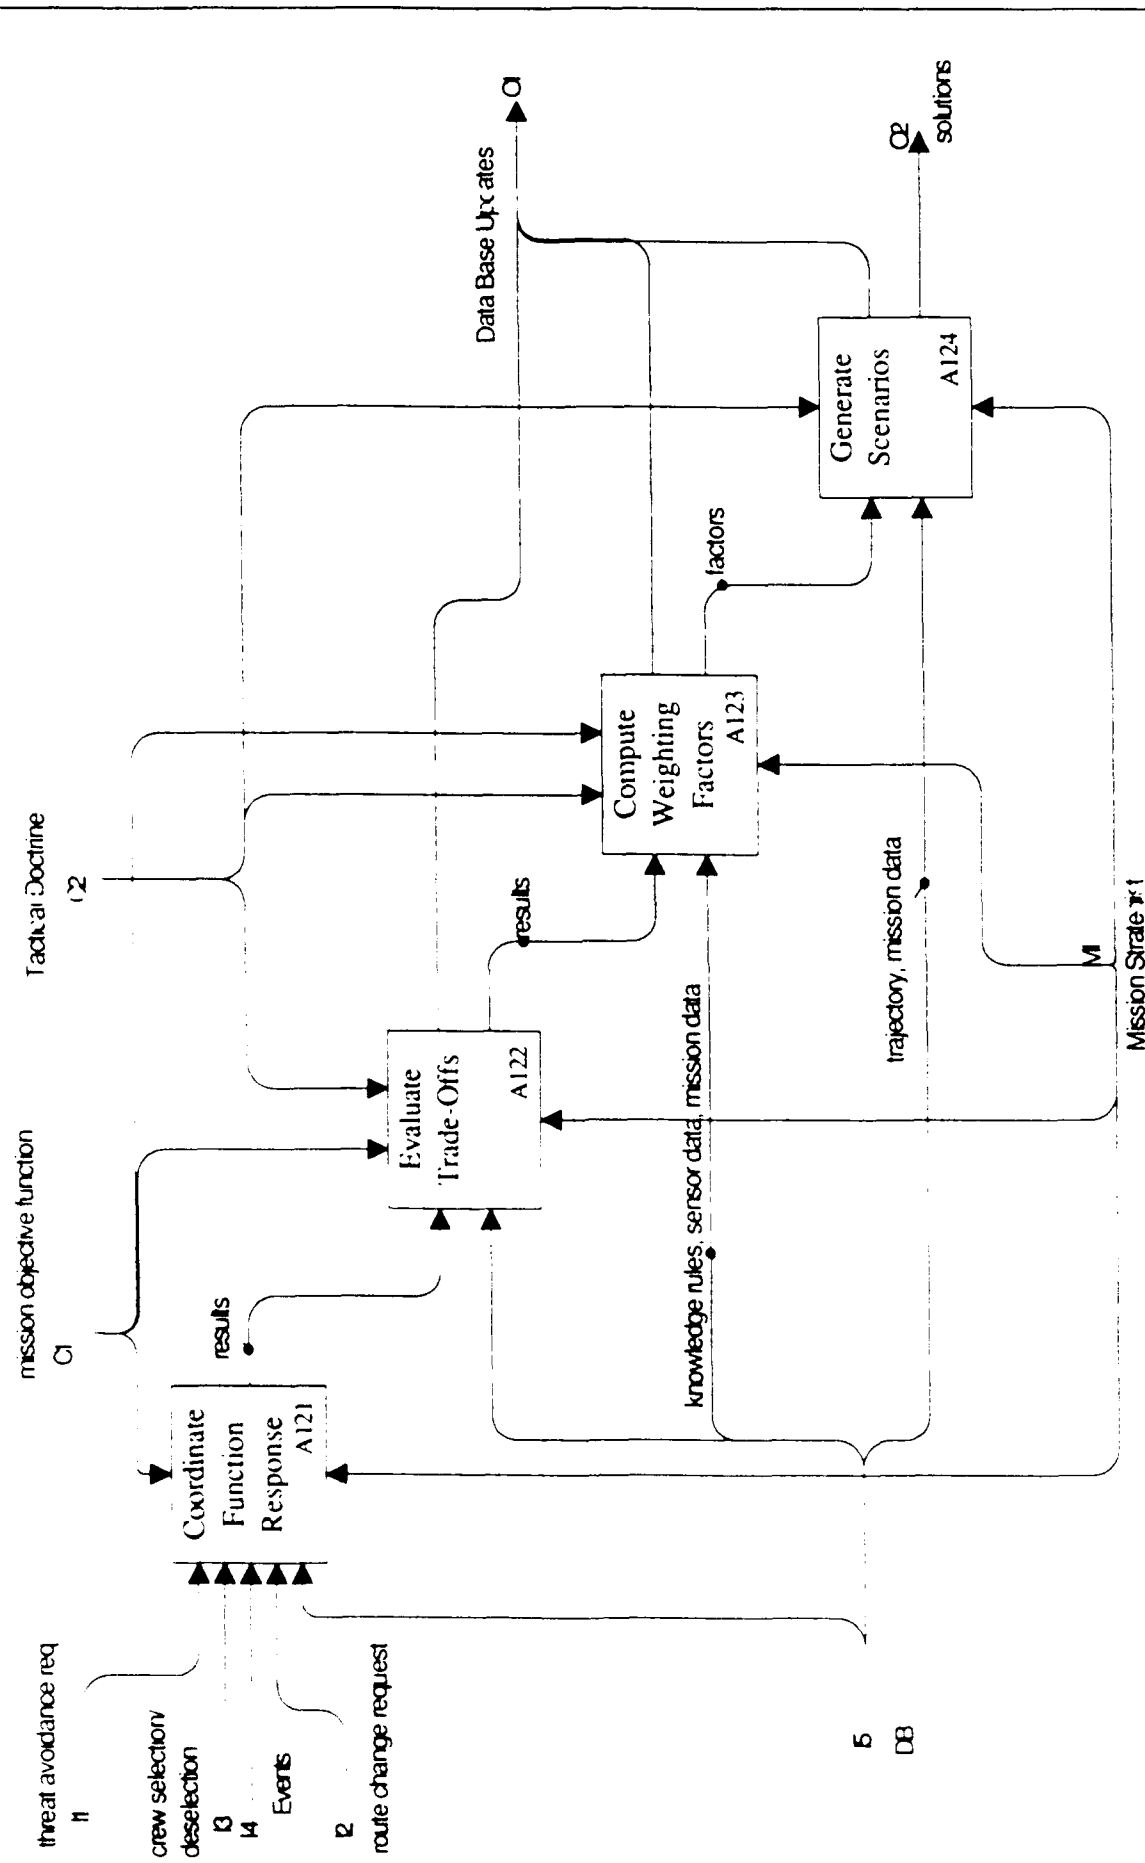 threat avoidance req
I1
crew selection/
deselection
I3
I4
Events
I2
route change request
I5
DB
mission objective function
C1
Tactical Doctrine
C2
Coordinate
Function
Response
A121
results
Evaluate
Trade-Offs
A122
results
Compute
Weighting
Factors
A123
factors
Generate
Scenarios
A124
knowledge rules, sensor data, mission data
trajectory, mission data
M1
Data Base Updates
O1
O2
solutions